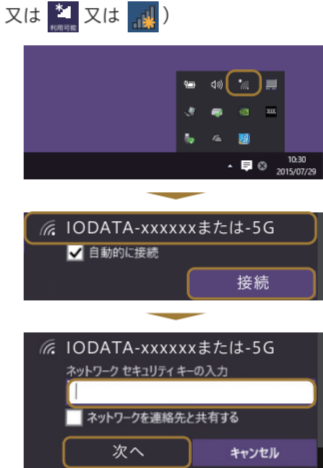 又は 利用可能 又は )
10:30
2015/07/29
IODATA-xxxxxxまたは-5G
自動的に接続
接続
IODATA-xxxxxxまたは-5G
ネットワーク セキュリティ キーの入力
ネットワークを連絡先と共有する
次へ キャンセル